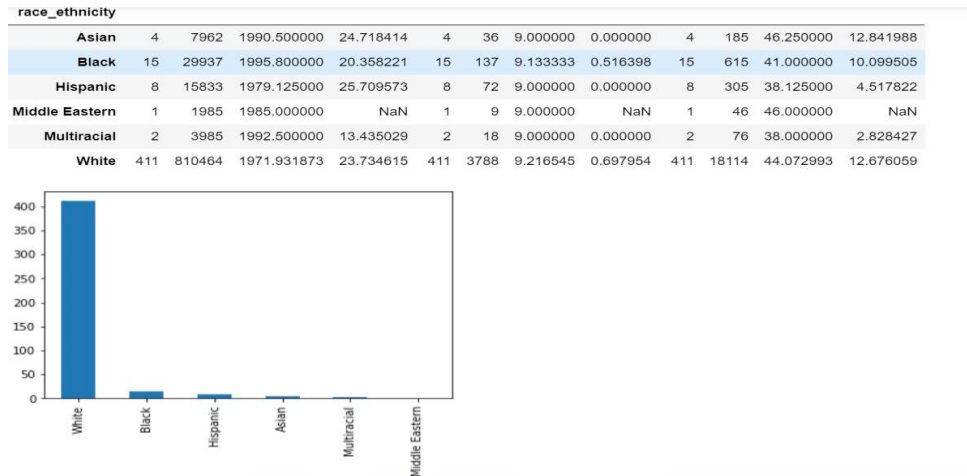 race_ethnicity
Asian 4 7962 1990.500000 24.718414 4 36 9.000000 0.000000 4 185 46.250000 12.841988
Black 15 29937 1995.800000 20.358221 15 137 9.133333 0.516398 15 615 41.000000 10.099505
Hispanic 8 15833 1979.125000 25.709573 8 72 9.000000 0.000000 8 305 38.125000 4.517822
Middle Eastern 1 1985 1985.000000 NaN 1 9 9.000000 NaN 1 46 46.000000 NaN
Multiracial 2 3985 1992.500000 13.435029 2 18 9.000000 0.000000 2 76 38.000000 2.828427
White 411 810464 1971.931873 23.734615 411 3788 9.216545 0.697954 411 18114 44.072993 12.676059
400
350
300
250
200
150
100
50
0
White
Black
Hispanic
Asian
Multiracial
Middle Eastern